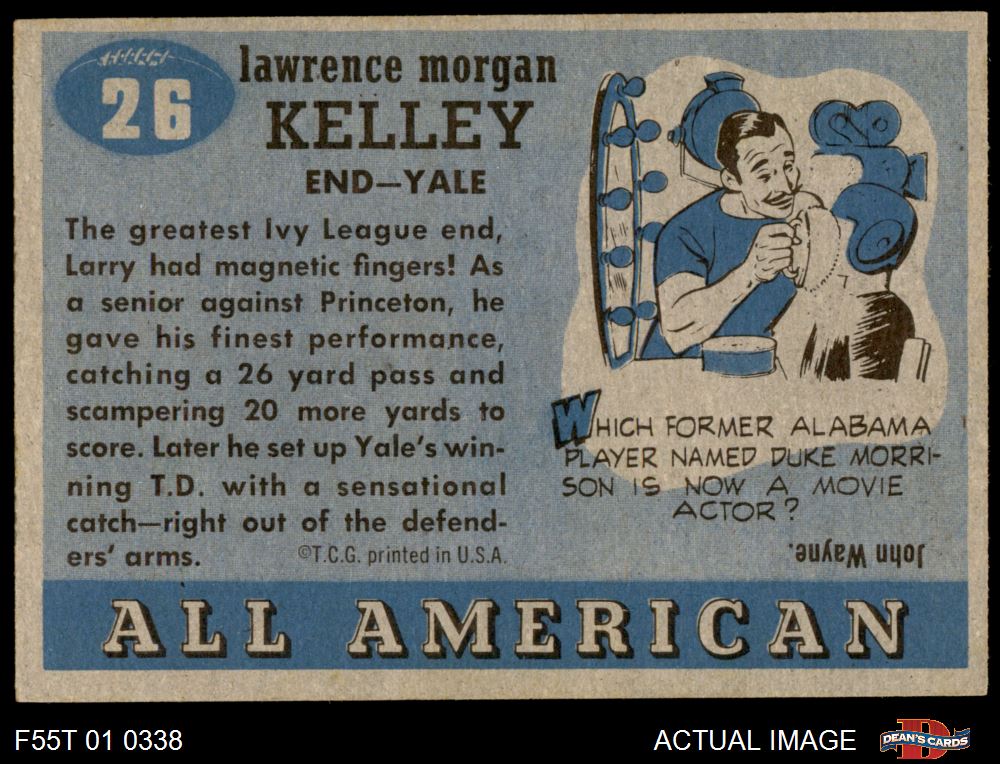 26
lawrence morgan
KELLEY
END—YALE
The greatest Ivy League end,
Larry had magnetic fingers! As
a senior against Princeton, he
gave his finest performance,
catching a 26 yard pass and
scampering 20 more yards to
score. Later he set up Yale's win-
ning T.D. with a sensational
catch—right out of the defend-
ers' arms.
©T.C.G. printed in U.S.A.
WHICH FORMER ALABAMA
PLAYER NAMED DUKE MORRI-
SON IS NOW A MOVIE
ACTOR?
John Wayne.
ALL AMERICAN
F55T 01 0338
ACTUAL IMAGE
D
DEAN'S CARDS